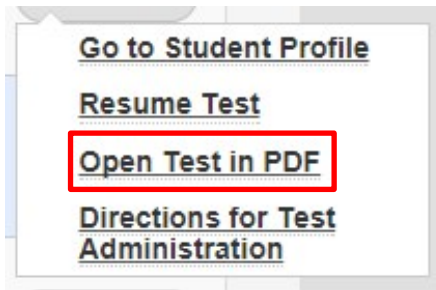 Go to Student Profile
Resume Test
Open Test in PDF
Directions for Test
Administration